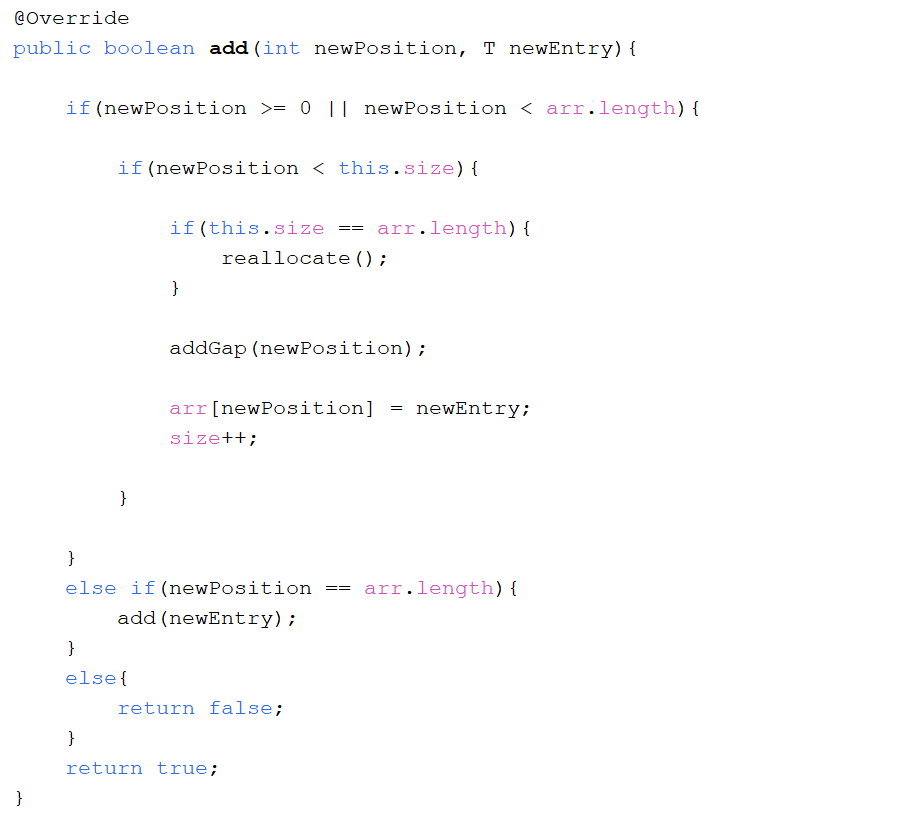 @Override
public boolean add(int newPosition, T newEntry){
if(newPosition >= 0 || newPosition < arr.length){
if(newPosition < this.size){
if(this.size == arr.length){
reallocate();
}
addGap(newPosition);
arr[newPosition] = newEntry;
size++;
}
}
else if(newPosition == arr.length){
add(newEntry);
}
else{
return false;
}
return true;
}